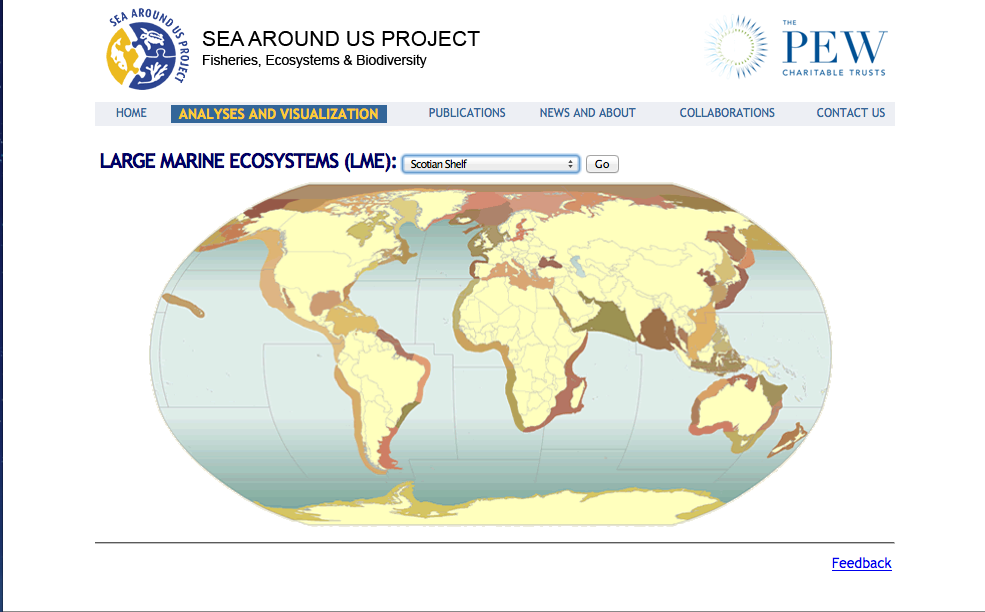 SEA AROUND US PROJECT
SEA AROUND US PROJECT
Fisheries, Ecosystems & Biodiversity
THE
PEW
CHARITABLE TRUSTS
HOME ANALYSES AND VISUALIZATION PUBLICATIONS NEWS AND ABOUT COLLABORATIONS CONTACT US
LARGE MARINE ECOSYSTEMS (LME): Scotian Shelf Go
Feedback